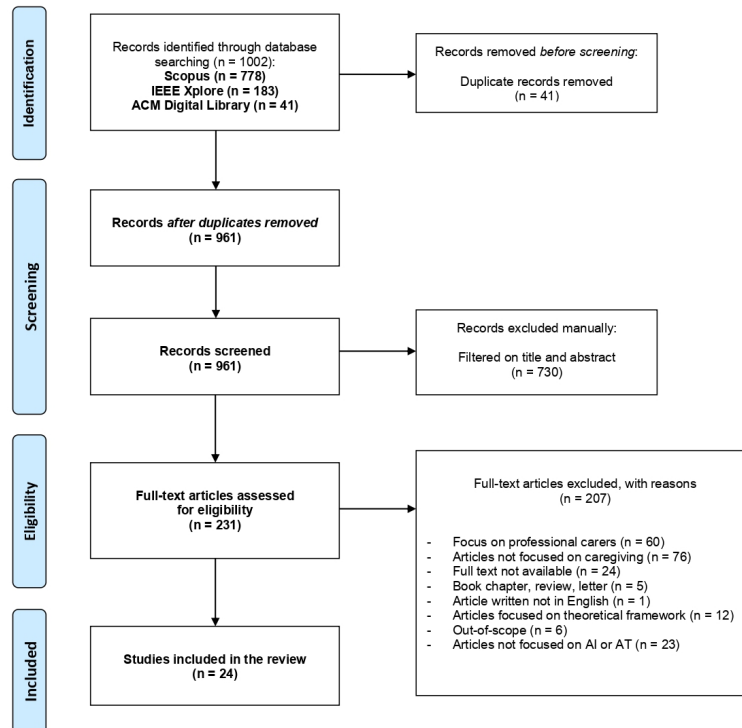 Identification
Records identified through database
searching (n = 1002):
Scopus (n = 778)
IEEE Xplore (n = 183)
ACM Digital Library (n = 41)
Records removed before screening:
Duplicate records removed
(n = 41)
Screening
Records after duplicates removed
(n = 961)
Records screened
(n = 961)
Records excluded manually:
Filtered on title and abstract
(n = 730)
Eligibility
Full-text articles assessed
for eligibility
(n = 231)
Full-text articles excluded, with reasons
(n = 207)
- Focus on professional carers (n = 60)
- Articles not focused on caregiving (n = 76)
- Full text not available (n = 24)
- Book chapter, review, letter (n = 5)
- Article written not in English (n = 1)
- Articles focused on theoretical framework (n = 12)
- Out-of-scope (n = 6)
- Articles not focused on AI or AT (n = 23)
Included
Studies included in the review
(n = 24)